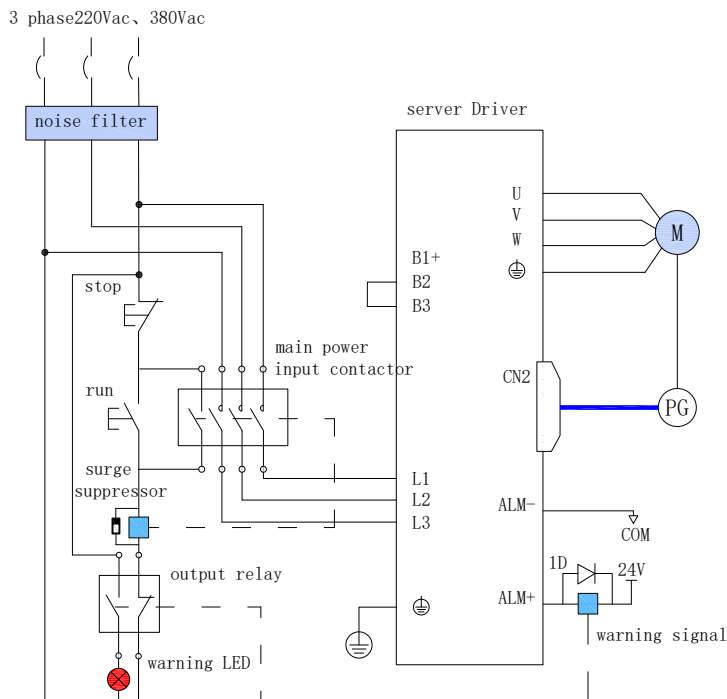 3 phase220Vac、380Vac
noise filter
server Driver
U
V
W
M
B1+
B2
B3
stop
main power
input contactor
CN2
run
PG
surge
suppressor
L1
L2
L3
ALM-
COM
1D
24V
output relay
ALM+
warning signal
warning LED